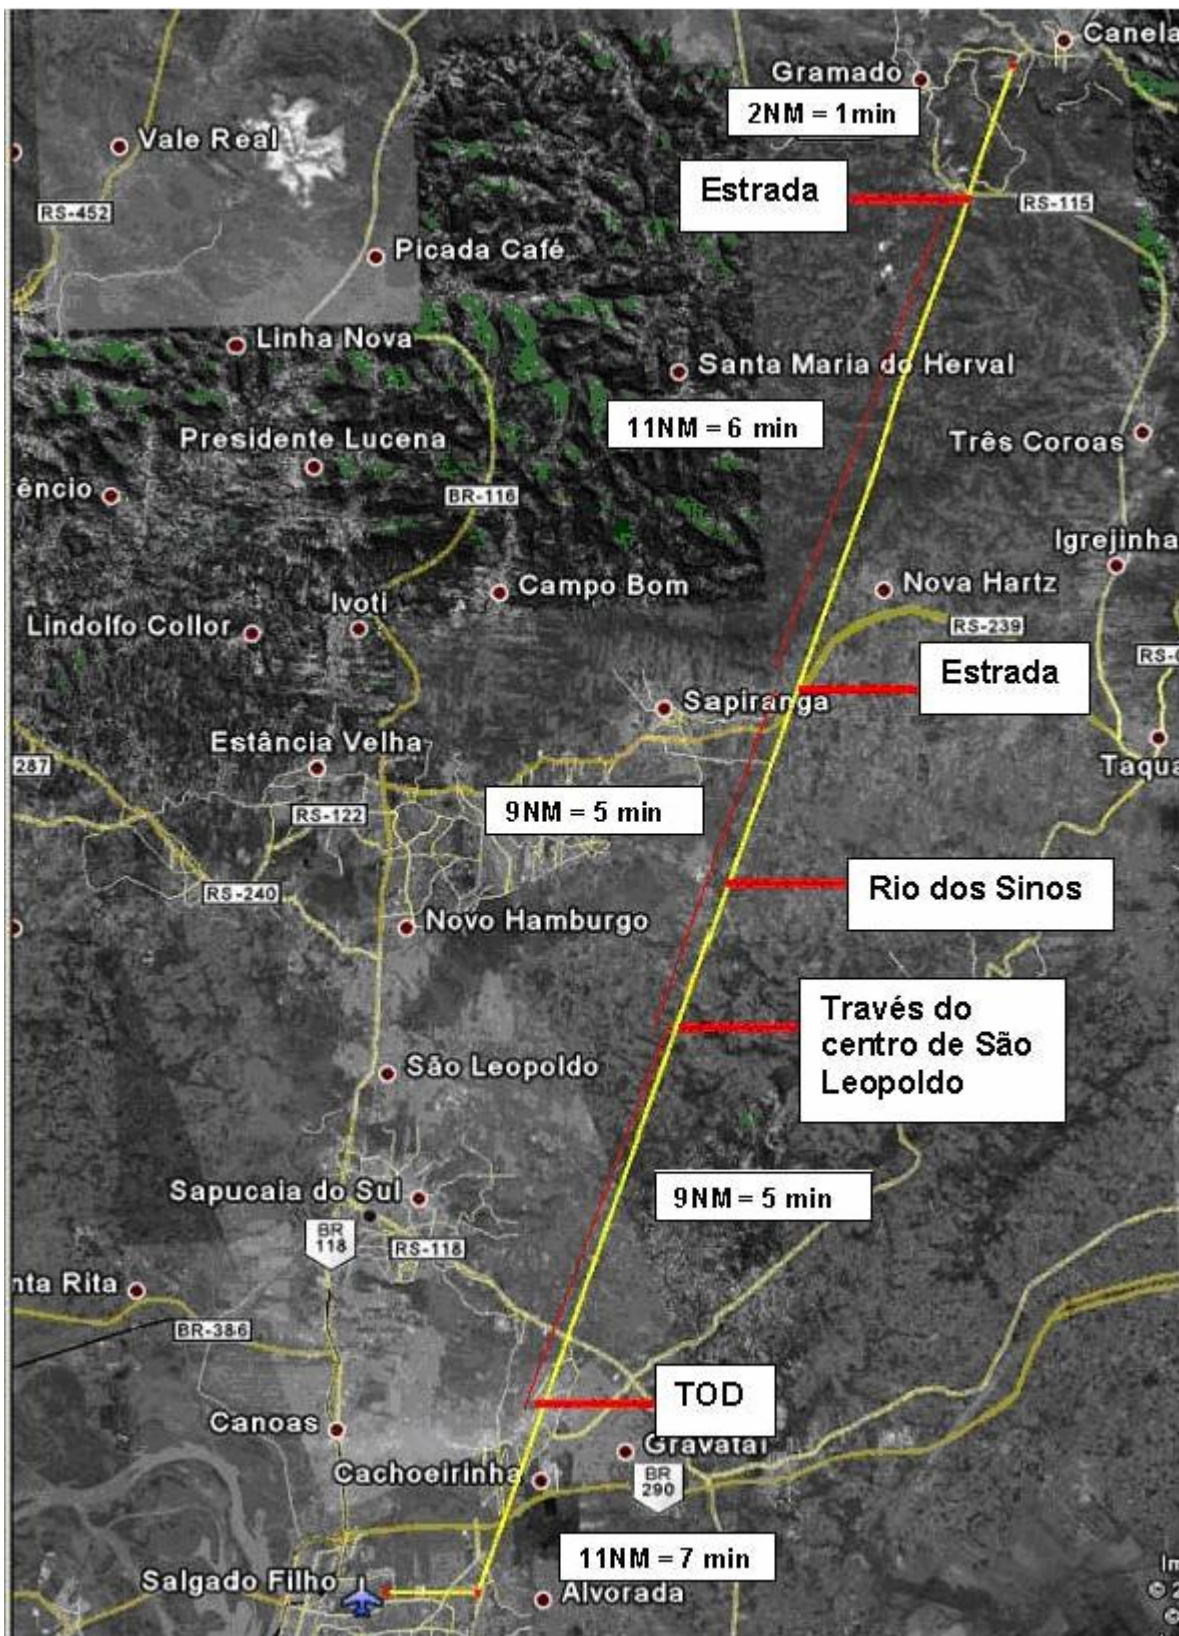 Canela
Gramado
2NM = 1min
Vale Real
Estrada
RS-452
RS-115
Picada Café
Linha Nova
Santa Maria do Herval
11NM = 6 min
Presidente Lucena
Três Coroas
êncio
BR-116
Igrejinha
Campo Bom
Nova Hartz
Ivoti
Lindolfo Collor
RS-239
RS-0
Estrada
Sapiranga
Estância Velha
287
Taqua
9NM = 5 min
RS-122
RS-240
Rio dos Sinos
Novo Hamburgo
Través do
centro de São
Leopoldo
São Leopoldo
Sapucaia do Sul
9NM = 5 min
BR
118
RS-118
nta Rita
BR-386
TOD
Canoas
Gravataí
Cachoeirinha
BR
290
11NM = 7 min
Salgado Filho
Alvorada
Im
© 2
©